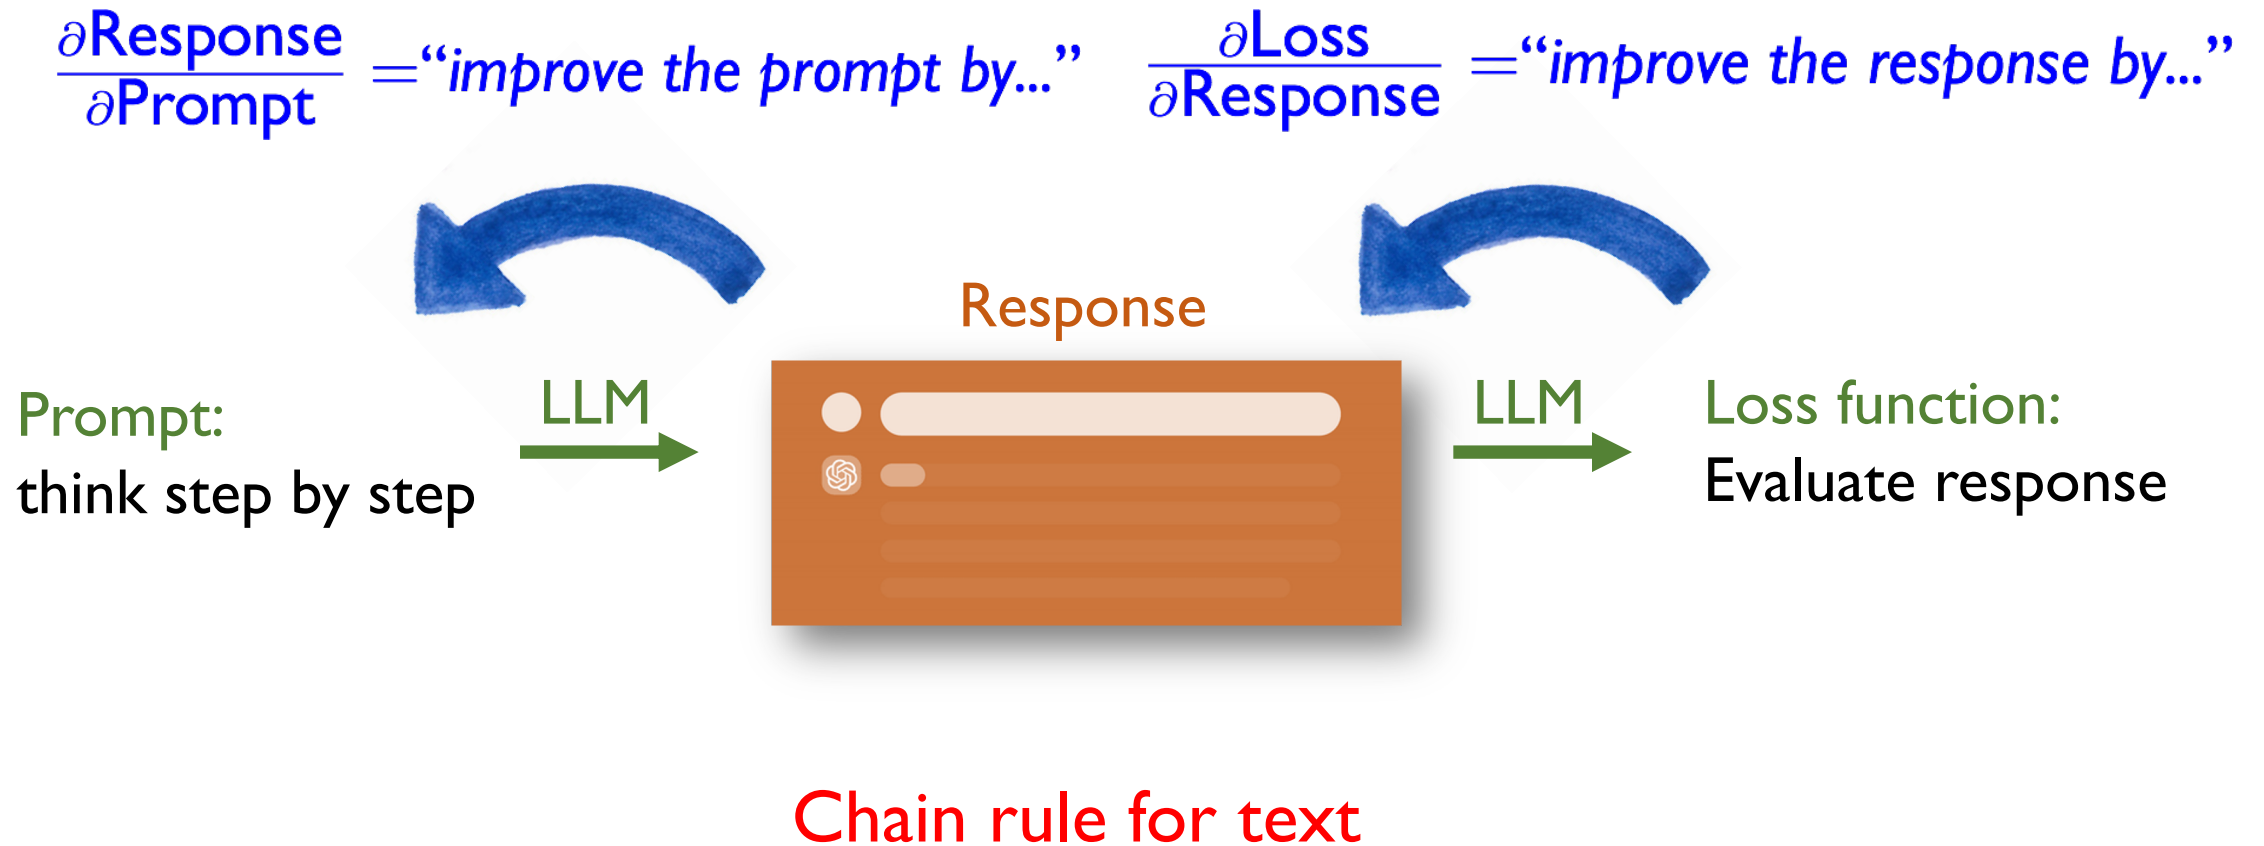 ∂Response
∂Prompt
="improve the prompt by..."
∂Loss
∂Response
="improve the response by..."
Response
Prompt:
think step by step
LLM
LLM
Loss function:
Evaluate response
Chain rule for text